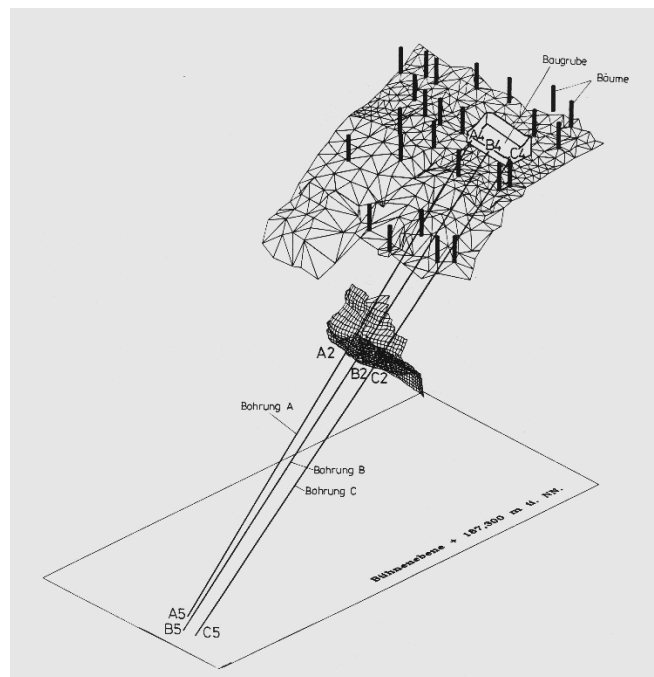 Baugrube
Bäume
A4
B4
C4
A2
B2
C2
Bohrung A
Bohrung B
Bohrung C
Bühnenebene + 187,300 m ü. NN.
A5
B5
C5